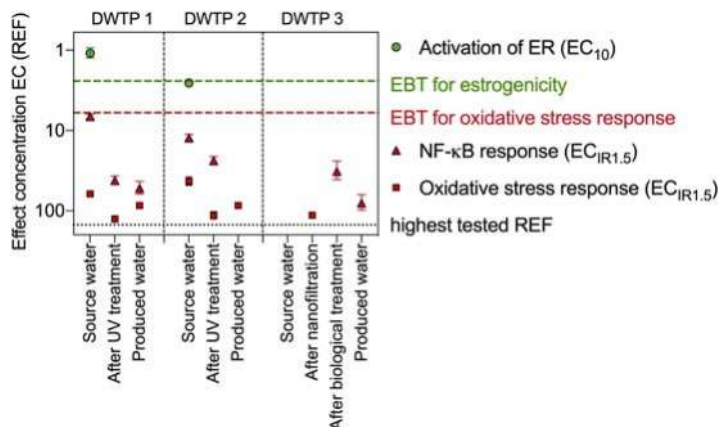 DWTP 1 DWTP 2 DWTP 3
Effect concentration EC (REF)
1
10
100
Activation of ER (EC10)
EBT for estrogenicity
EBT for oxidative stress response
NF-κB response (ECIR1.5)
Oxidative stress response (ECIR1.5)
highest tested REF
Source water
After UV treatment
Produced water
Source water
After UV treatment
Produced water
Source water
After nanofiltration
After biological treatment
Produced water